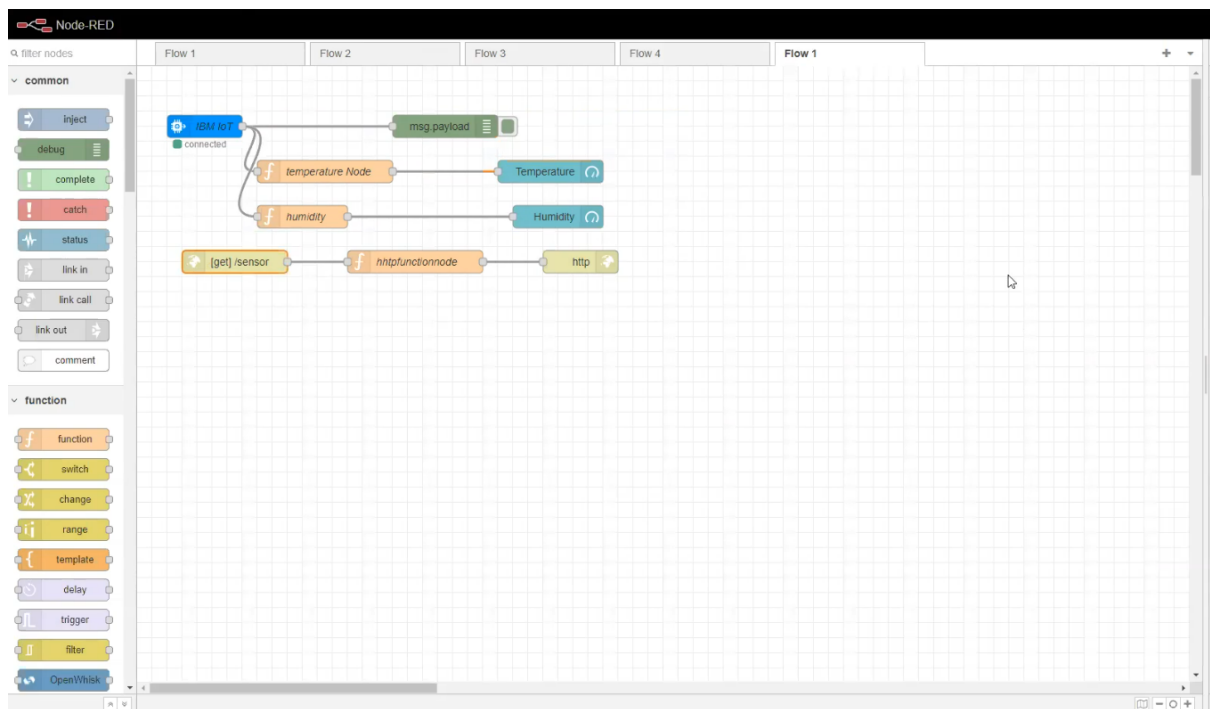 Node-RED
filter nodes
Flow 1 Flow 2 Flow 3 Flow 4 Flow 1
common
inject
debug
complete
catch
status
link in
link call
link out
comment
function
function
switch
change
range
template
delay
trigger
filter
OpenWhisk
IBM IoT
connected
msg.payload
temperature Node
Temperature
humidity
Humidity
[get] /sensor
hhtpfunctionnode
http